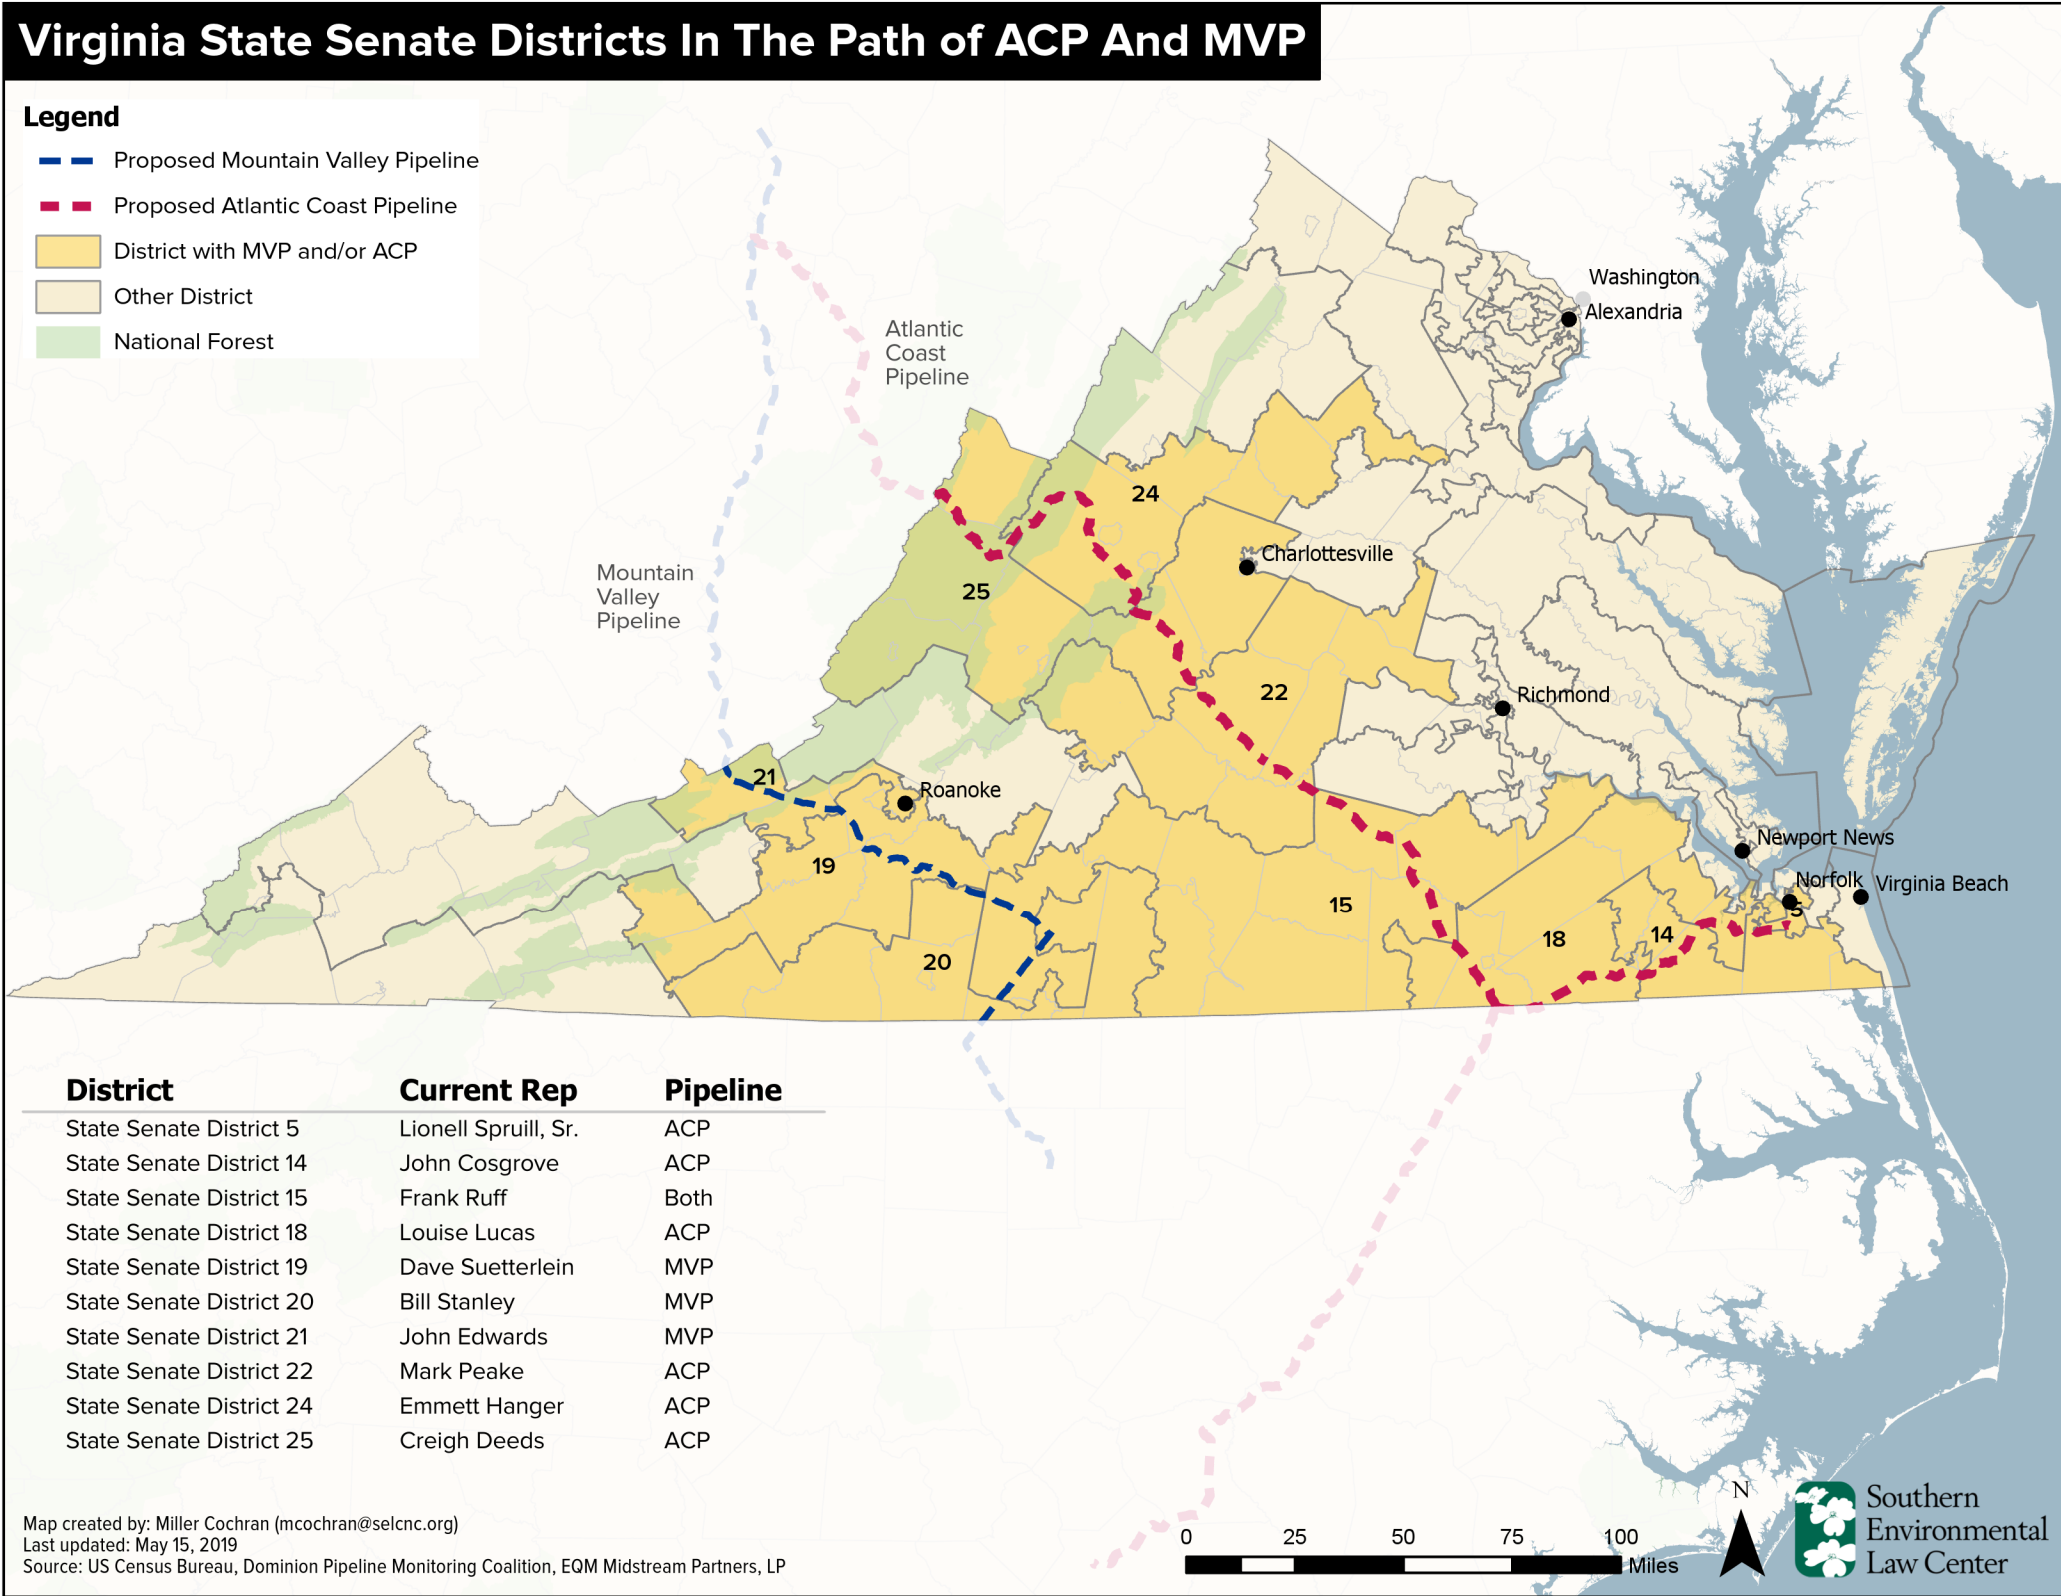 Virginia State Senate Districts In The Path of ACP And MVP
Legend
Proposed Mountain Valley Pipeline
Proposed Atlantic Coast Pipeline
District with MVP and/or ACP
Other District
National Forest
Atlantic
Coast
Pipeline
Mountain
Valley
Pipeline
Washington
Alexandria
24
Charlottesville
25
22
Richmond
21
Roanoke
Newport News
19
Norfolk
Virginia Beach
5
15
18
14
20
District Current Rep Pipeline
State Senate District 5 Lionell Spruill, Sr. ACP
State Senate District 14 John Cosgrove ACP
State Senate District 15 Frank Ruff Both
State Senate District 18 Louise Lucas ACP
State Senate District 19 Dave Suetterlein MVP
State Senate District 20 Bill Stanley MVP
State Senate District 21 John Edwards MVP
State Senate District 22 Mark Peake ACP
State Senate District 24 Emmett Hanger ACP
State Senate District 25 Creigh Deeds ACP
Map created by: Miller Cochran (mcochran@selcnc.org)
Last updated: May 15, 2019
Source: US Census Bureau, Dominion Pipeline Monitoring Coalition, EQM Midstream Partners, LP
0 25 50 75 100
Miles
N
Southern
Environmental
Law Center